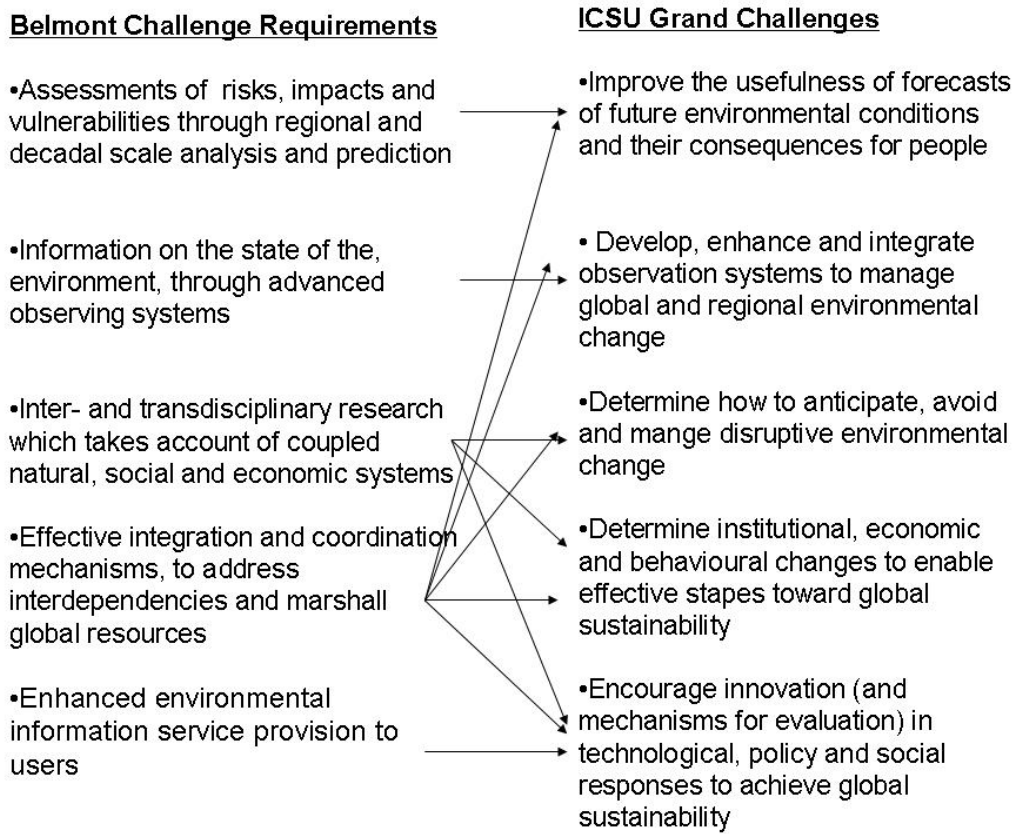 Belmont Challenge Requirements
•Assessments of risks, impacts and
vulnerabilities through regional and
decadal scale analysis and prediction
•Information on the state of the,
environment, through advanced
observing systems
•Inter- and transdisciplinary research
which takes account of coupled
natural, social and economic systems
•Effective integration and coordination
mechanisms, to address
interdependencies and marshall
global resources
•Enhanced environmental
information service provision to
users
ICSU Grand Challenges
•Improve the usefulness of forecasts
of future environmental conditions
and their consequences for people
• Develop, enhance and integrate
observation systems to manage
global and regional environmental
change
•Determine how to anticipate, avoid
and mange disruptive environmental
change
•Determine institutional, economic
and behavioural changes to enable
effective stapes toward global
sustainability
•Encourage innovation (and
mechanisms for evaluation) in
technological, policy and social
responses to achieve global
sustainability